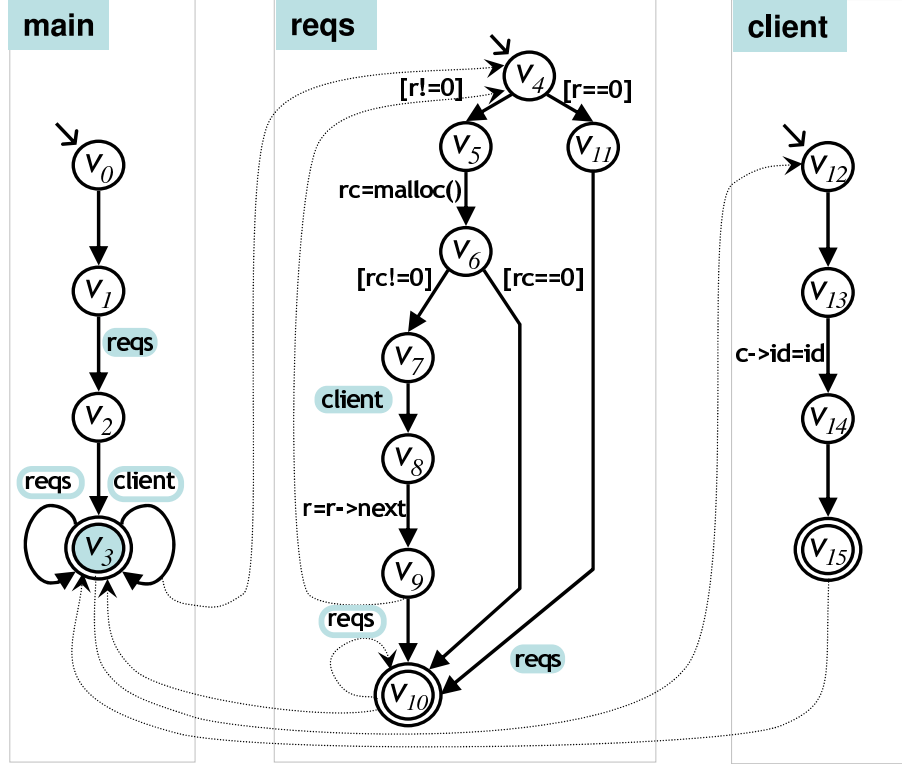 main
reqs
client
v4
[r!=0]
[r==0]
v0
v5
v11
v12
rc=malloc()
v6
[rc!=0]
[rc==0]
v1
v13
reqs
v7
c->id=id
client
v2
v14
v8
reqs
client
r=r->next
v3
v15
v9
reqs
reqs
v10